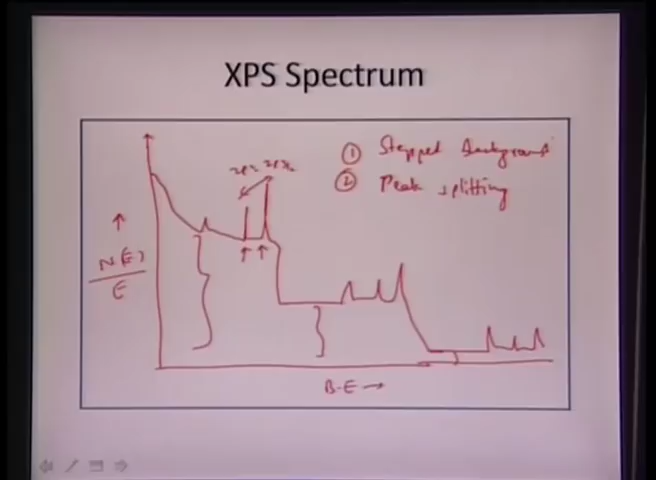 XPS Spectrum
① Stepped Background
② Peak splitting
↑
N(E)
E
B.E →